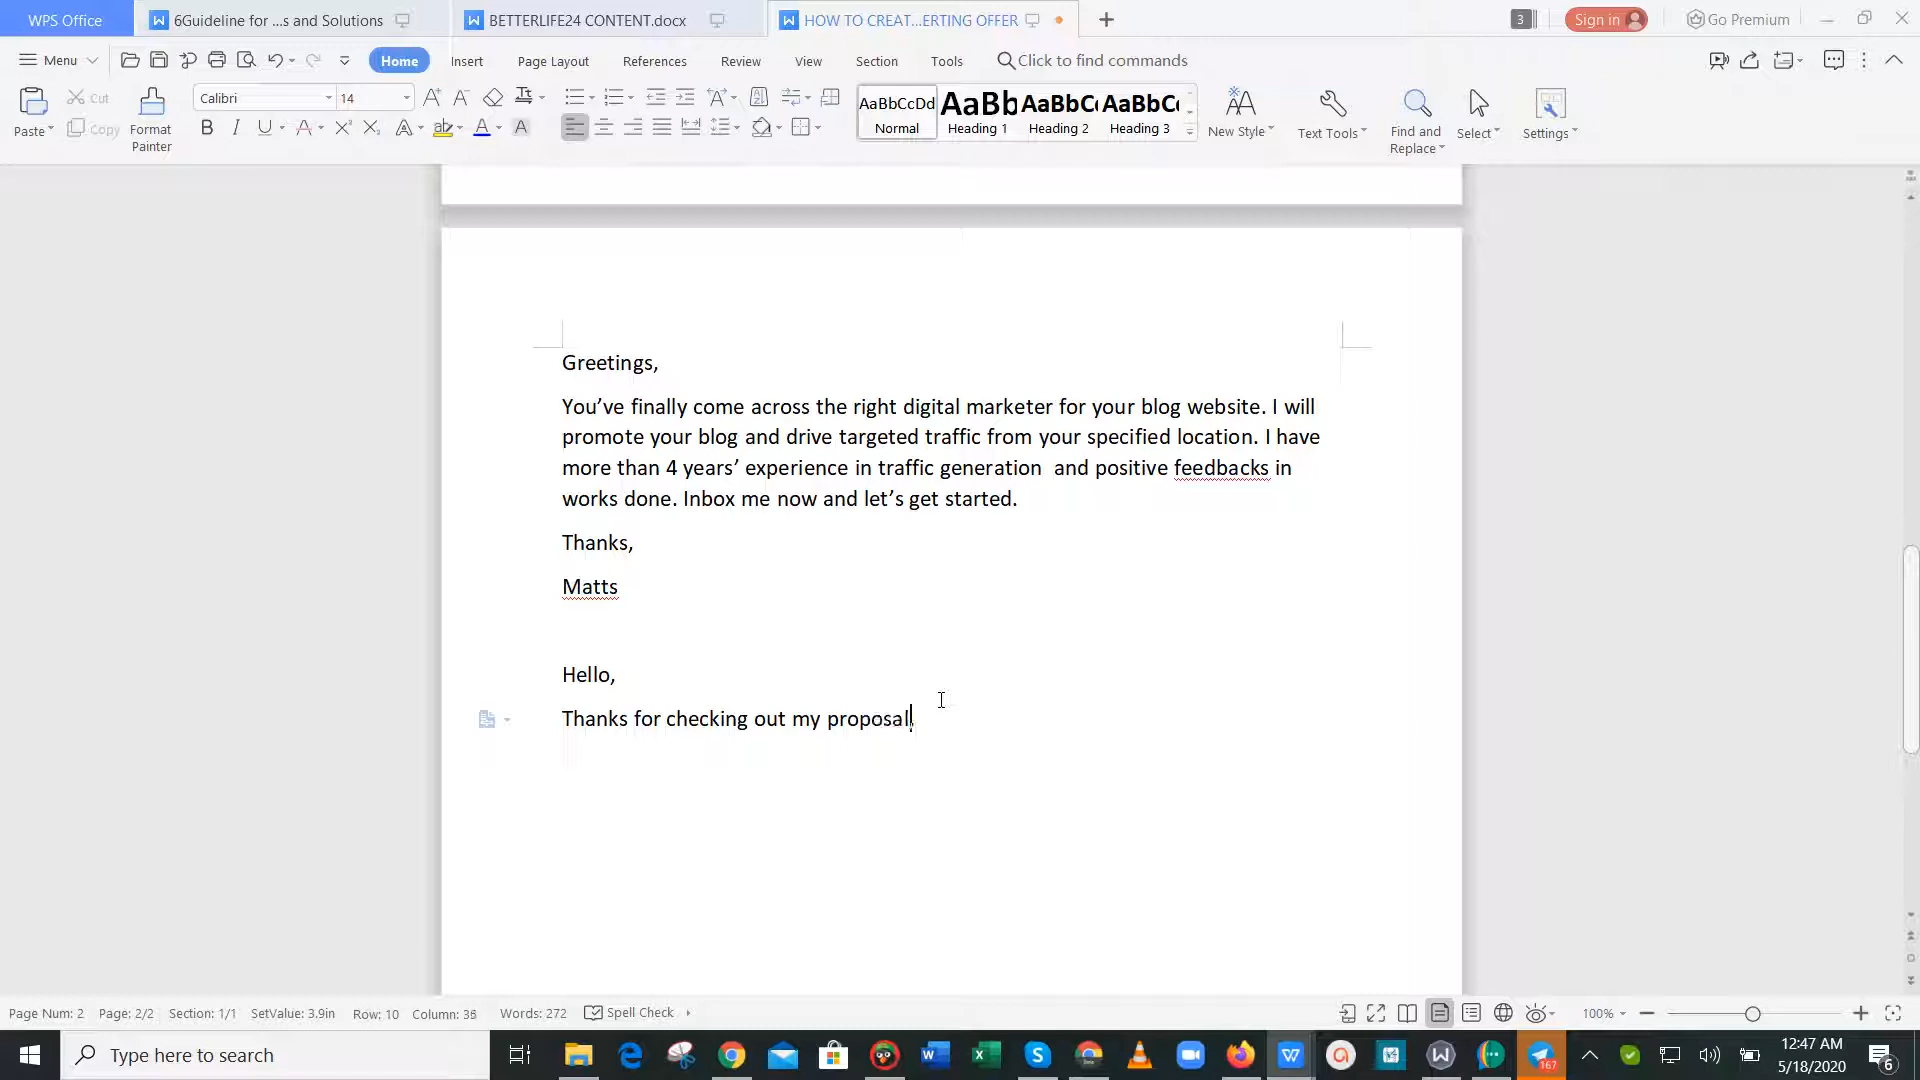 WPS Office
6Guideline for ...s and Solutions
BETTERLIFE24 CONTENT.docx
HOW TO CREAT...ERTING OFFER
3
Sign in
Go Premium
Menu
Home
Insert
Page Layout
References
Review
View
Section
Tools
Click to find commands
Paste
Cut
Copy
Format Painter
Calibri
14
AaBbCcDd
Normal
AaBb
Heading 1
AaBbC
Heading 2
AaBbC
Heading 3
New Style
Text Tools
Find and Replace
Select
Settings
Greetings,
You’ve finally come across the right digital marketer for your blog website. I will
promote your blog and drive targeted traffic from your specified location. I have
more than 4 years’ experience in traffic generation  and positive feedbacks in
works done. Inbox me now and let’s get started.
Thanks,
Matts
Hello,
Thanks for checking out my proposal.
Page Num: 2
Page: 2/2
Section: 1/1
SetValue: 3.9in
Row: 10
Column: 36
Words: 272
Spell Check
100%
Type here to search
167
12:47 AM
5/18/2020
6